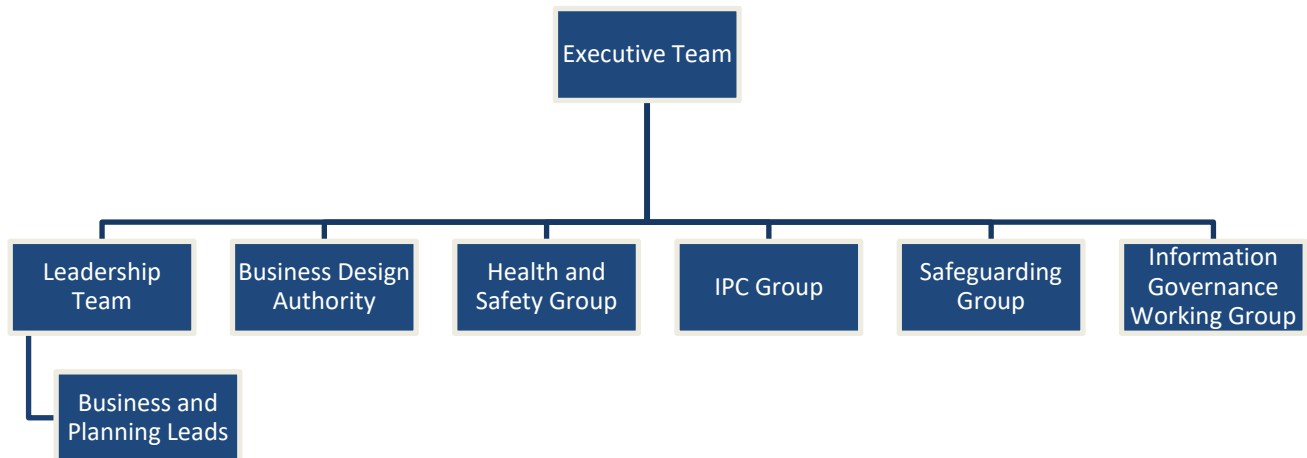 Executive Team
Leadership
Team
Business Design
Authority
Health and
Safety Group
IPC Group
Safeguarding
Group
Information
Governance
Working Group
Business and
Planning Leads